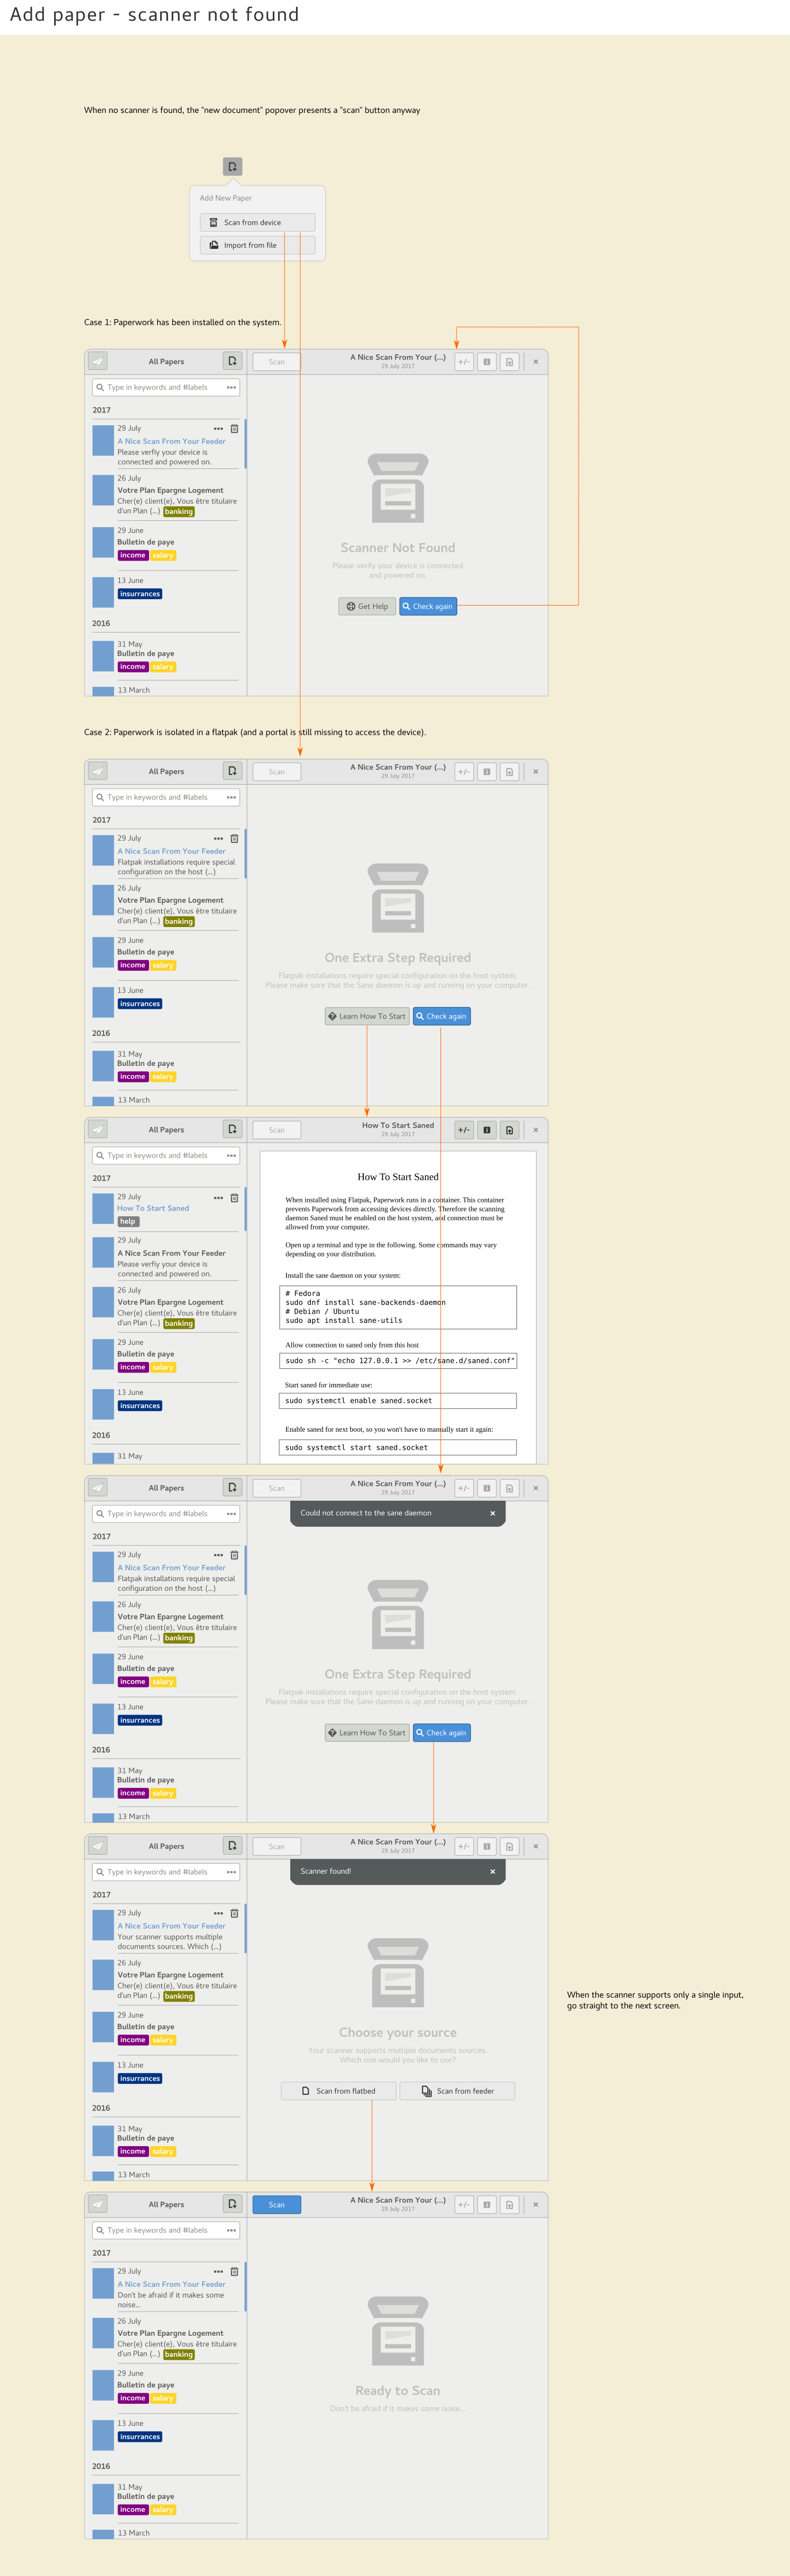 Add paper - scanner not found
When no scanner is found, the "new document" popover presents a "scan" button anyway
Add New Paper
Scan from device
Import from file
Case 1: Paperwork has been installed on the system.
All Papers
Scan
A Nice Scan From Your (...)
29 July 2017
+/-
×
Type in keywords and #labels
2017
29 July
A Nice Scan From Your Feeder
Please verfiy your device is
connected and powered on.
26 July
Votre Plan Epargne Logement
Cher(e) client(e), Vous être titulaire
d'un Plan (...) banking
29 June
Bulletin de paye
income salary
13 June
insurrances
2016
31 May
Bulletin de paye
income salary
13 March
Scanner Not Found
Please verify your device is connected
and powered on.
Get Help
Check again
Case 2: Paperwork is isolated in a flatpak (and a portal is still missing to access the device).
All Papers
Scan
A Nice Scan From Your (...)
29 July 2017
+/-
×
Type in keywords and #labels
2017
29 July
A Nice Scan From Your Feeder
Flatpak installations require special
configuration on the host (...)
26 July
Votre Plan Epargne Logement
Cher(e) client(e), Vous être titulaire
d'un Plan (...) banking
29 June
Bulletin de paye
income salary
13 June
insurrances
2016
31 May
Bulletin de paye
income salary
13 March
One Extra Step Required
Flatpak installations require special configuration on the host system.
Please make sure that the Sane daemon is up and running on your computer.
Learn How To Start
Check again
All Papers
Scan
How To Start Saned
29 July 2017
+/-
×
Type in keywords and #labels
2017
29 July
How To Start Saned
help
29 July
A Nice Scan From Your Feeder
Please verfiy your device is
connected and powered on.
26 July
Votre Plan Epargne Logement
Cher(e) client(e), Vous être titulaire
d'un Plan (...) banking
29 June
Bulletin de paye
income salary
13 June
insurrances
2016
31 May
How To Start Saned
When installed using Flatpak, Paperwork runs in a container. This container
prevents Paperwork from accessing devices directly. Therefore the scanning
daemon Saned must be enabled on the host system, and connection must be
allowed from your computer.
Open up a terminal and type in the following. Some commands may vary
depending on your distribution.
Install the sane daemon on your system:
# Fedora
sudo dnf install sane-backends-daemon
# Debian / Ubuntu
sudo apt install sane-utils
Allow connection to saned only from this host
sudo sh -c "echo 127.0.0.1 >> /etc/sane.d/saned.conf"
Start saned for immediate use:
sudo systemctl enable saned.socket
Enable saned for next boot, so you won't have to manually start it again:
sudo systemctl start saned.socket
All Papers
Scan
A Nice Scan From Your (...)
29 July 2017
+/-
×
Type in keywords and #labels
2017
29 July
A Nice Scan From Your Feeder
Flatpak installations require special
configuration on the host (...)
26 July
Votre Plan Epargne Logement
Cher(e) client(e), Vous être titulaire
d'un Plan (...) banking
29 June
Bulletin de paye
income salary
13 June
insurrances
2016
31 May
Bulletin de paye
income salary
13 March
Could not connect to the sane daemon ×
One Extra Step Required
Flatpak installations require special configuration on the host system.
Please make sure that the Sane daemon is up and running on your computer.
Learn How To Start
Check again
All Papers
Scan
A Nice Scan From Your (...)
29 July 2017
+/-
×
Type in keywords and #labels
2017
29 July
A Nice Scan From Your Feeder
Your scanner supports multiple
documents sources. Which (...)
26 July
Votre Plan Epargne Logement
Cher(e) client(e), Vous être titulaire
d'un Plan (...) banking
29 June
Bulletin de paye
income salary
13 June
insurrances
2016
31 May
Bulletin de paye
income salary
13 March
Scanner found! ×
Choose your source
Your scanner supports multiple documents sources.
Which one would you like to use?
Scan from flatbed
Scan from feeder
When the scanner supports only a single input,
go straight to the next screen.
All Papers
Scan
A Nice Scan From Your (...)
29 July 2017
+/-
×
Type in keywords and #labels
2017
29 July
A Nice Scan From Your Feeder
Don't be afraid if it makes some
noise...
26 July
Votre Plan Epargne Logement
Cher(e) client(e), Vous être titulaire
d'un Plan (...) banking
29 June
Bulletin de paye
income salary
13 June
insurrances
2016
31 May
Bulletin de paye
income salary
13 March
Ready to Scan
Don't be afraid if it makes some noise...